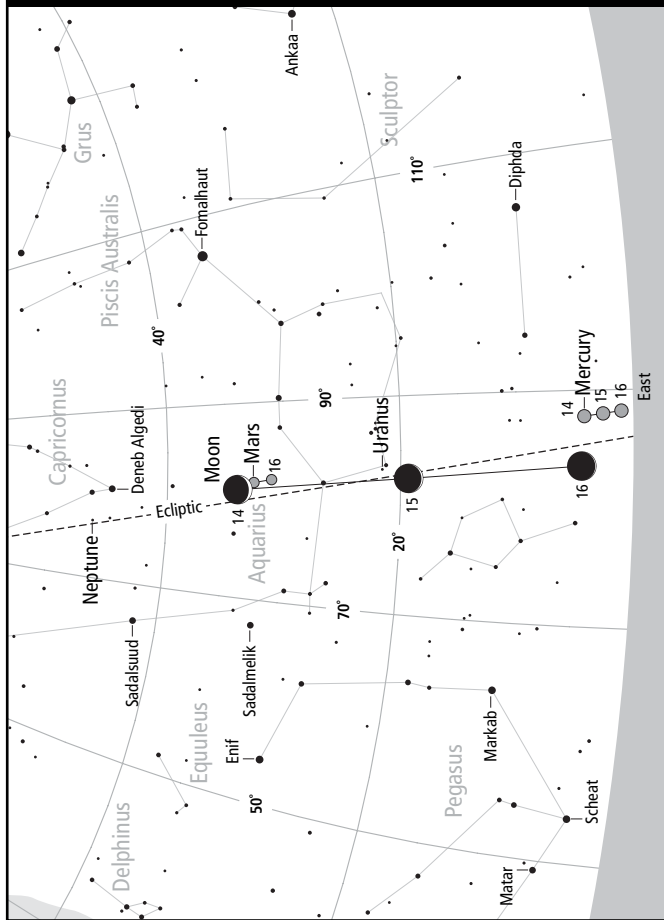 Capricornus
Grus
Neptune
Piscis Australis
Delphinus
Sadalsuud
Deneb Algedi
40°
Ecliptic
Equuleus
Fomalhaut
Moon
Enif
14
Sadalmelik
Mars
50°
Aquarius
16
Ankaa
90°
70°
Uranus
Sculptor
20°
15
110°
Pegasus
Markab
Matar
Diphda
14
Mercury
16
Scheat
15
16
East